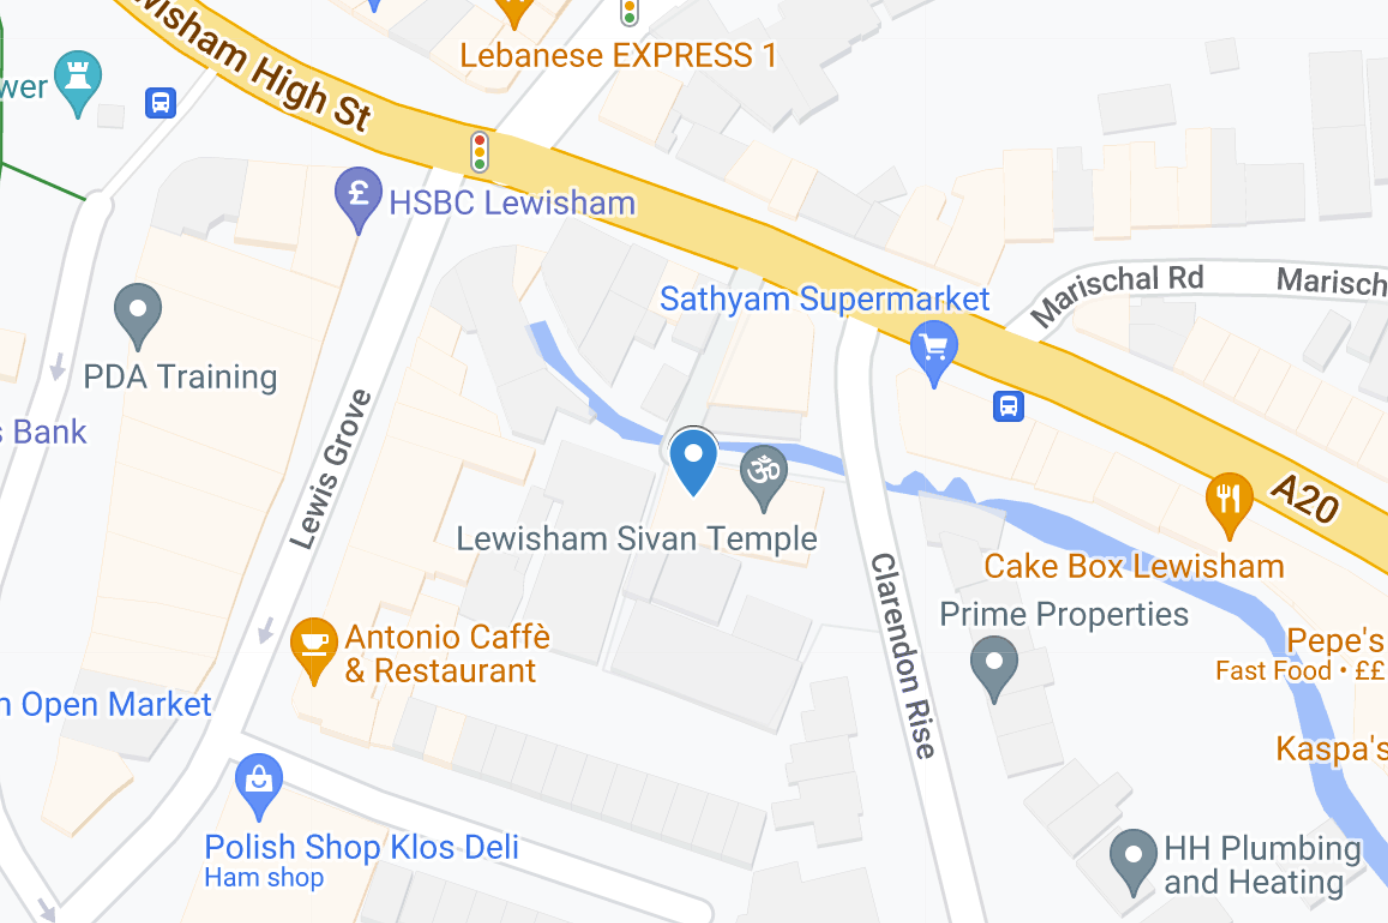 Lebanese EXPRESS 1
wisham High St
wer
HSBC Lewisham
Marischal Rd
Marisch
Sathyam Supermarket
PDA Training
s Bank
Lewis Grove
ॐ
A20
Lewisham Sivan Temple
Cake Box Lewisham
Clarendon Rise
Prime Properties
Antonio Caffè
& Restaurant
Pepe's
Fast Food • ££
n Open Market
Kaspa's
Polish Shop Klos Deli
Ham shop
HH Plumbing
and Heating